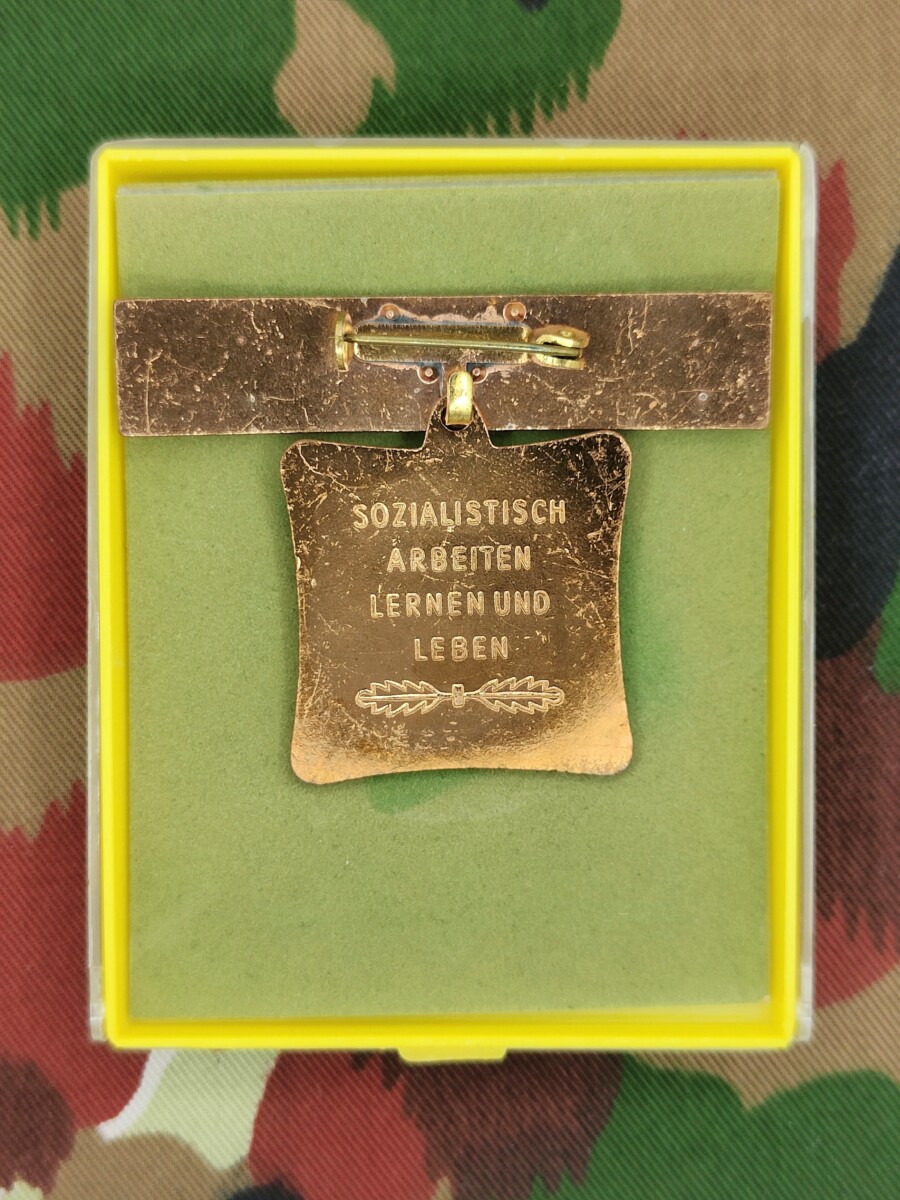 SOZIALISTISCH
ARBEITEN
LERNEN UND
LEBEN